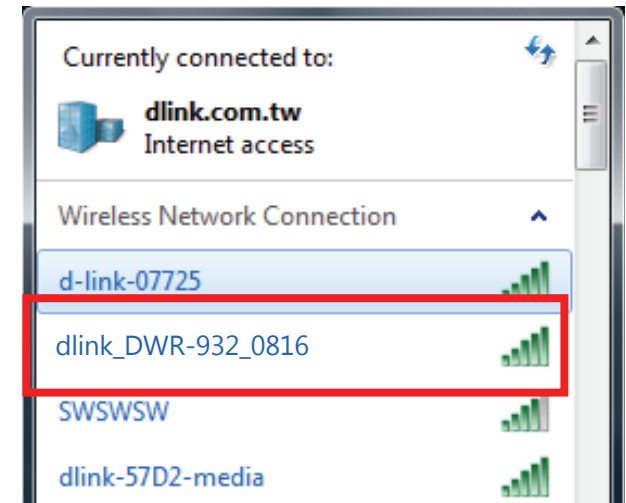 Currently connected to:
dlink.com.tw
Internet access
Wireless Network Connection
d-link-07725
dlink_DWR-932_0816
SWSWSW
dlink-57D2-media